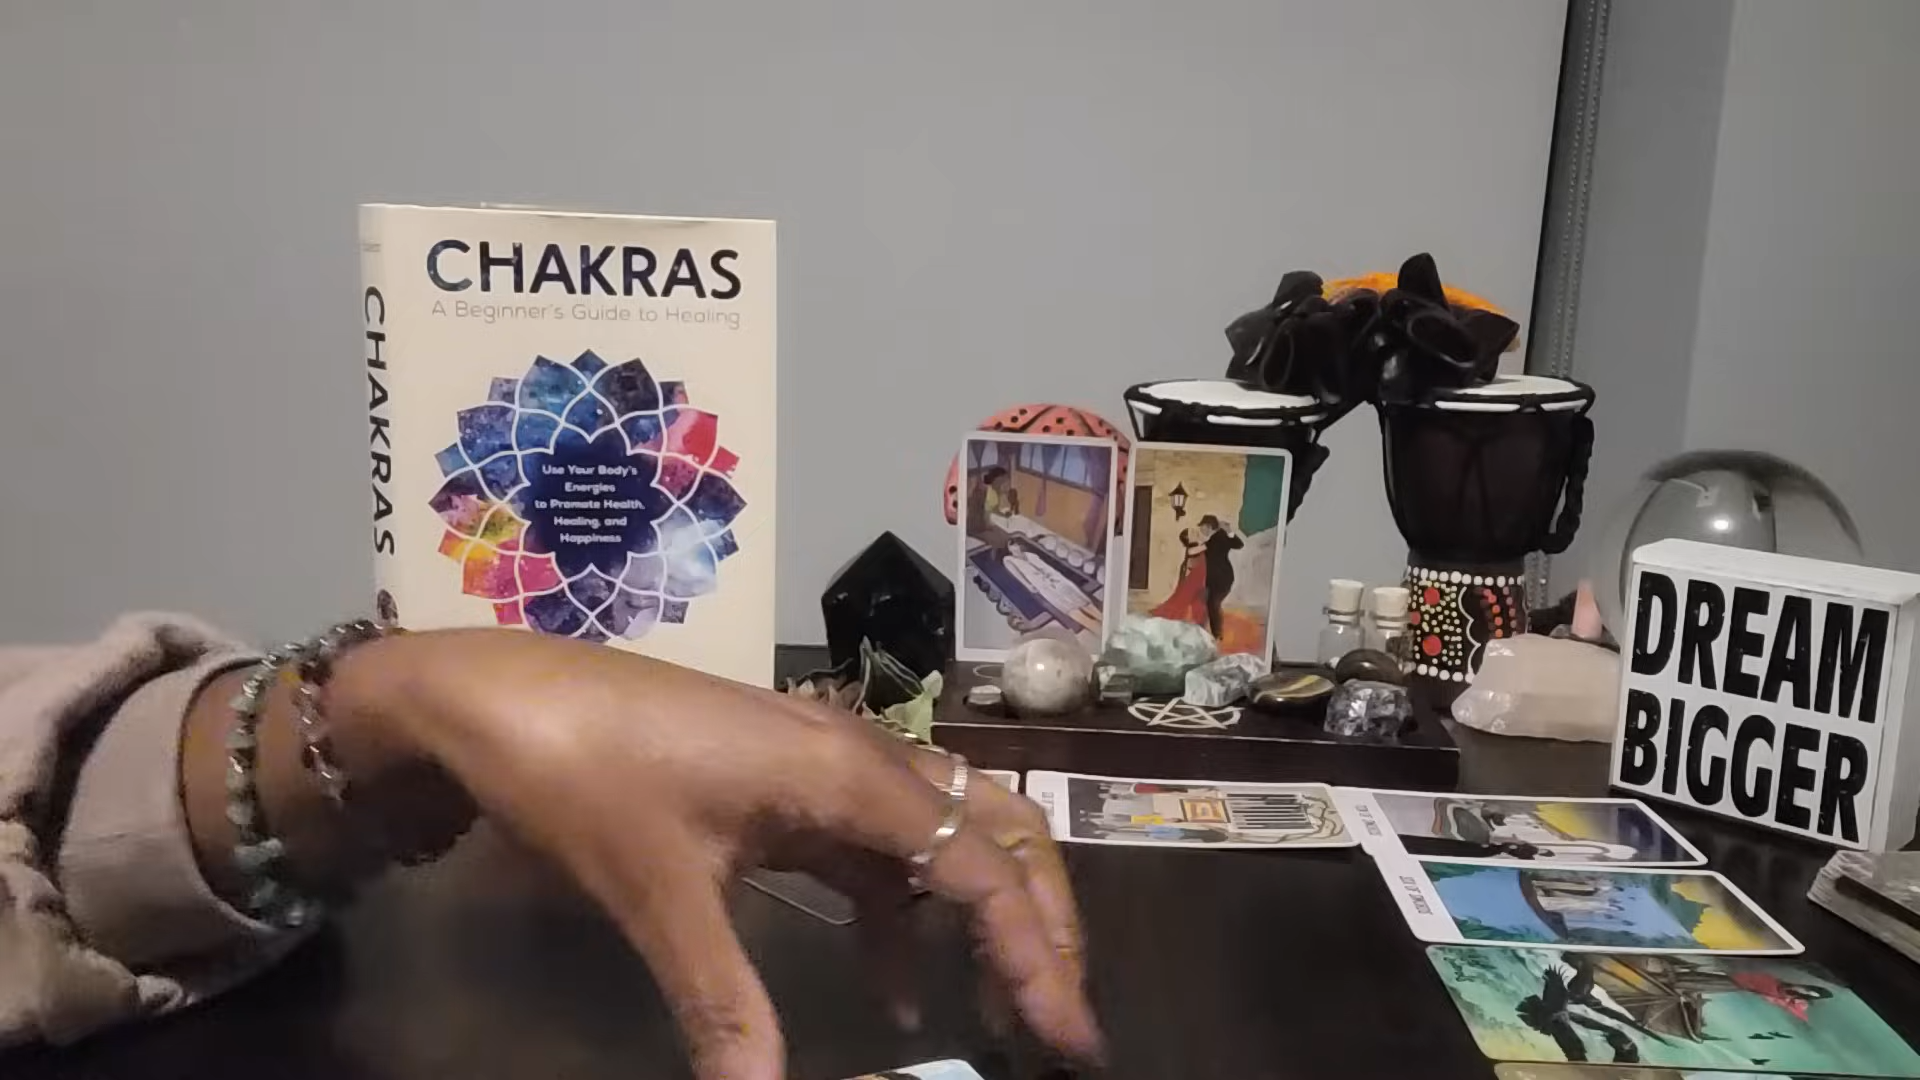 CHAKRAS
A Beginner's Guide to Healing
Use Your Body's
Energies
to Promote Health,
Healing, and
Happiness
CHAKRAS
DREAM
BIGGER